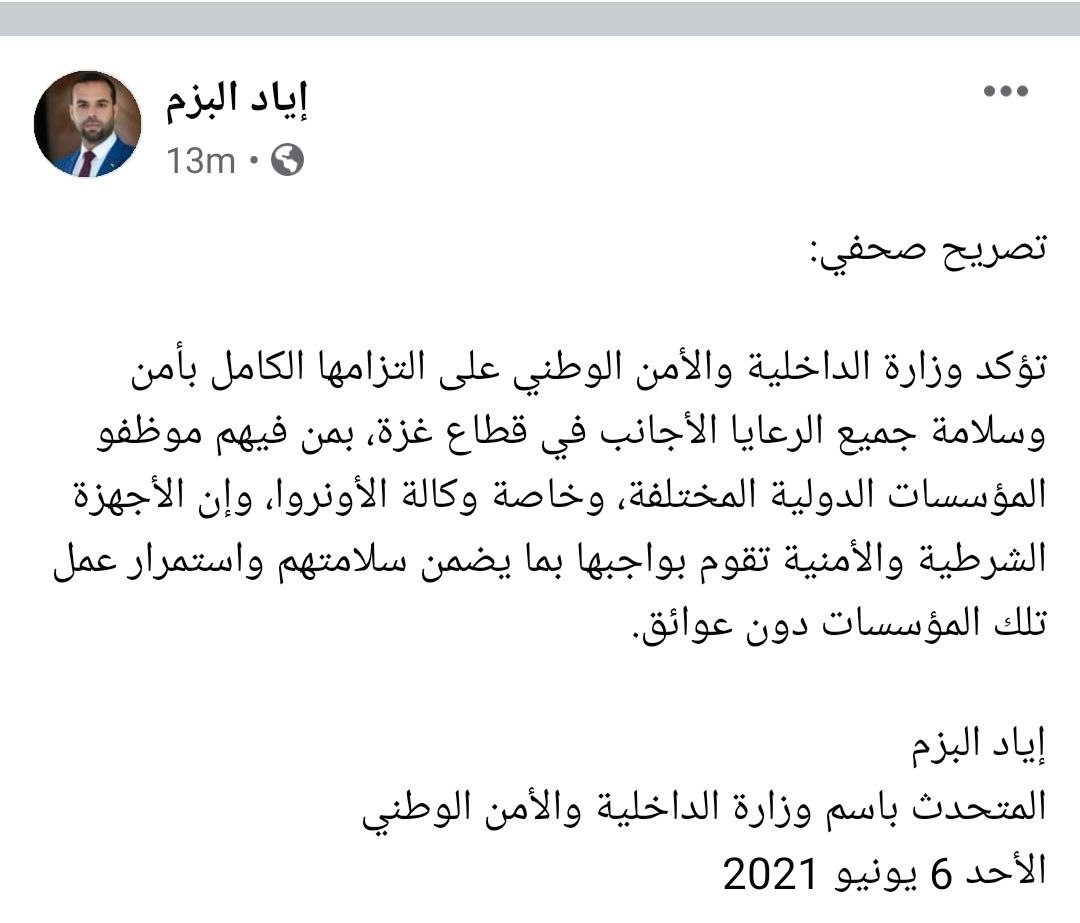 إياد البزم
13m
تصريح صحفي:
تؤكد وزارة الداخلية والأمن الوطني على التزامها الكامل بأمن
وسلامة جميع الرعايا الأجانب في قطاع غزة، بمن فيهم موظفو
المؤسسات الدولية المختلفة، وخاصة وكالة الأونروا، وإن الأجهزة
الشرطية والأمنية تقوم بواجبها بما يضمن سلامتهم واستمرار عمل
تلك المؤسسات دون عوائق.
إياد البزم
المتحدث باسم وزارة الداخلية والأمن الوطني
الأحد 6 يونيو 2021